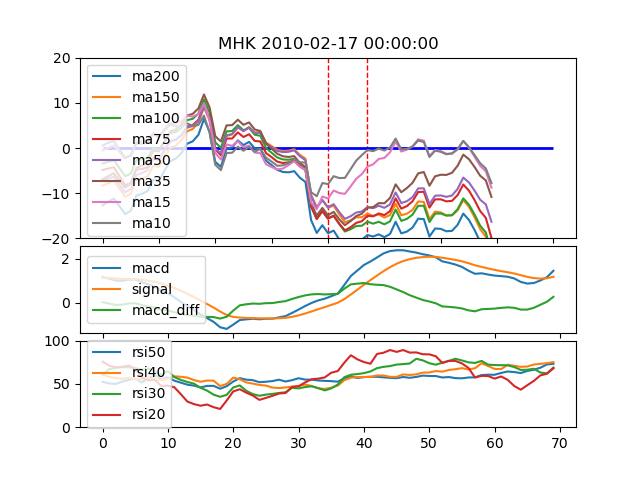 MHK 2010-02-17 00:00:00
20
10
0
−10
−20
ma200
ma150
ma100
ma75
ma50
ma35
ma15
ma10
2
0
macd
signal
macd_diff
100
50
0
rsi50
rsi40
rsi30
rsi20
0 10 20 30 40 50 60 70